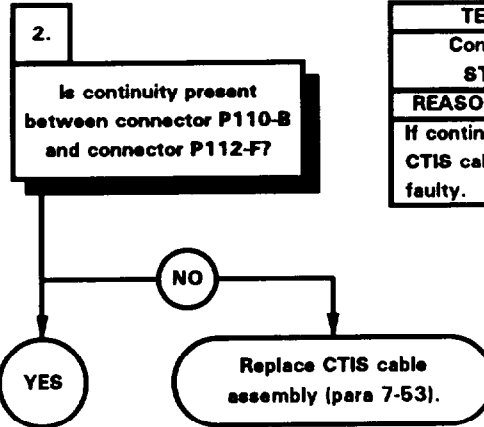 2.
Is continuity present
between connector P110-B
and connector P112-F?
NO
YES
Replace CTIS cable
assembly (para 7-53).
TE
Con
ST
REASO
If contin
CTIS cal
faulty.